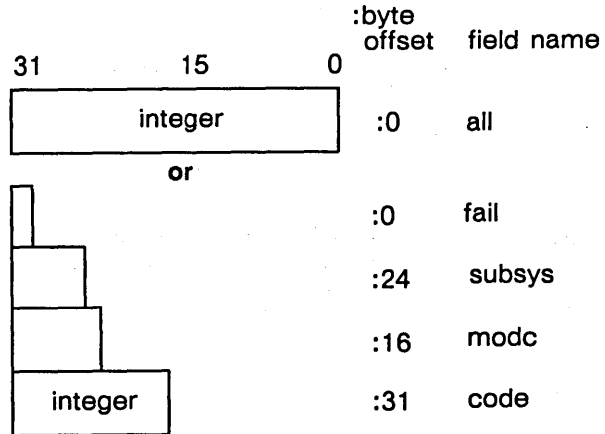 :byte
offset field name
31 15 0
integer :0 all
or
:0 fail
:24 subsys
:16 modc
integer :31 code